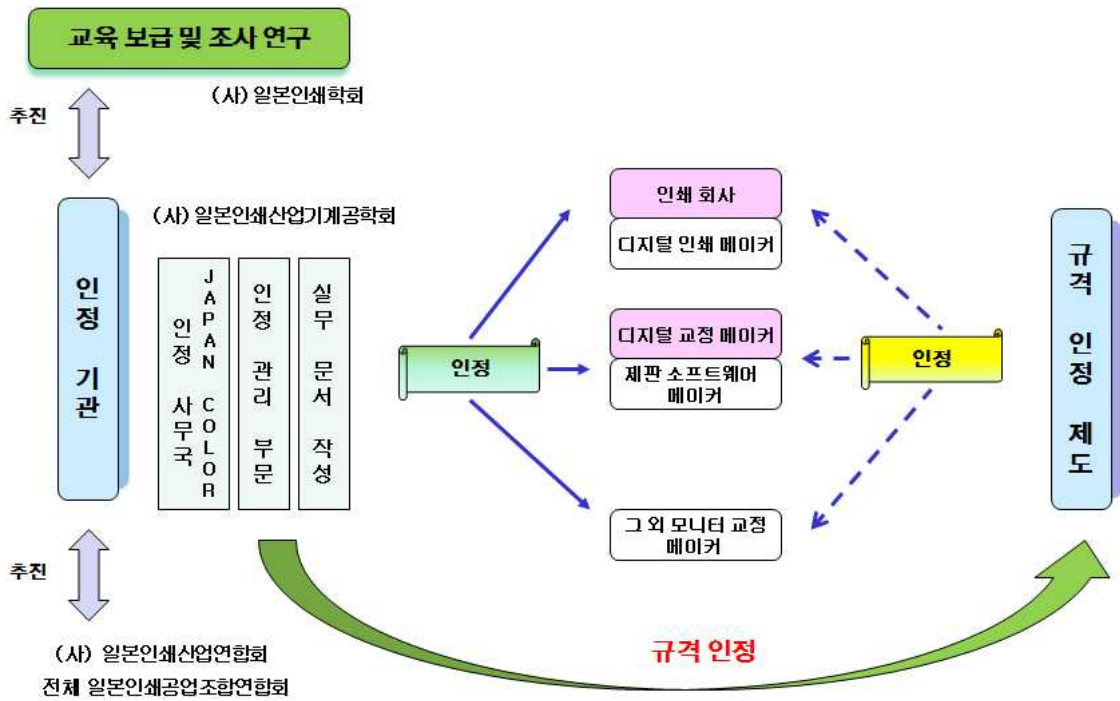 교육 보급 및 조사 연구
(사) 일본인쇄학회
추진
(사) 일본인쇄산업기계공학회
인정 기관
JAPAN COLOR
인정 사무국
인정 관리 부문
실무 문서 작성
인정
인쇄 회사
디지털 인쇄 메이커
디지털 교정 메이커
제판 소프트웨어
메이커
그 외 모니터 교정
메이커
인정
규격 인정 제도
추진
(사) 일본인쇄산업연합회
전체 일본인쇄공업조합연합회
규격 인정